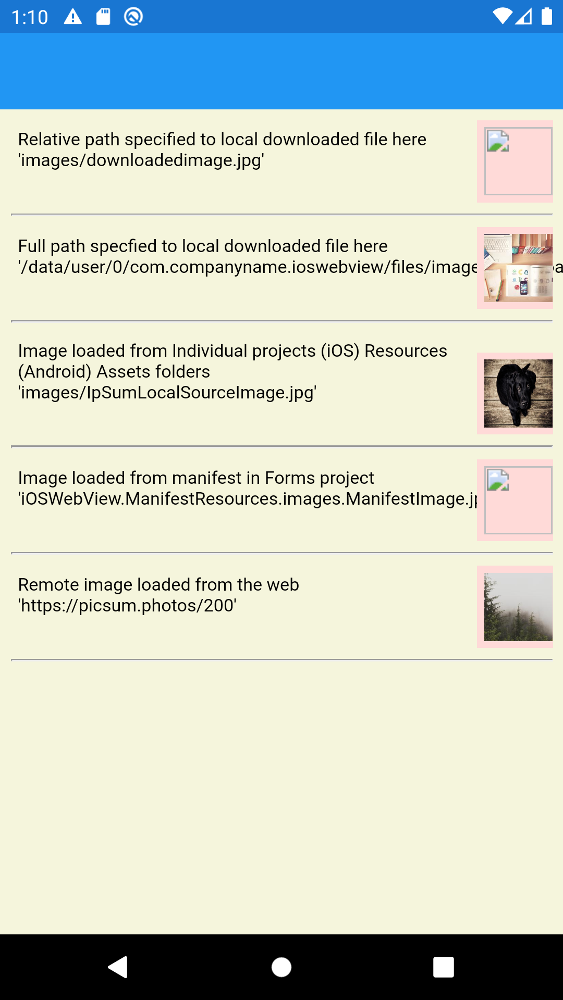 1:10
Relative path specified to local downloaded file here
'images/downloadedimage.jpg'
Full path specfied to local downloaded file here
'/data/user/0/com.companyname.ioswebview/files/image
Image loaded from Individual projects (iOS) Resources
(Android) Assets folders
'images/IpSumLocalSourceImage.jpg'
Image loaded from manifest in Forms project
'iOSWebView.ManifestResources.images.ManifestImage.jp
Remote image loaded from the web
'https://picsum.photos/200'